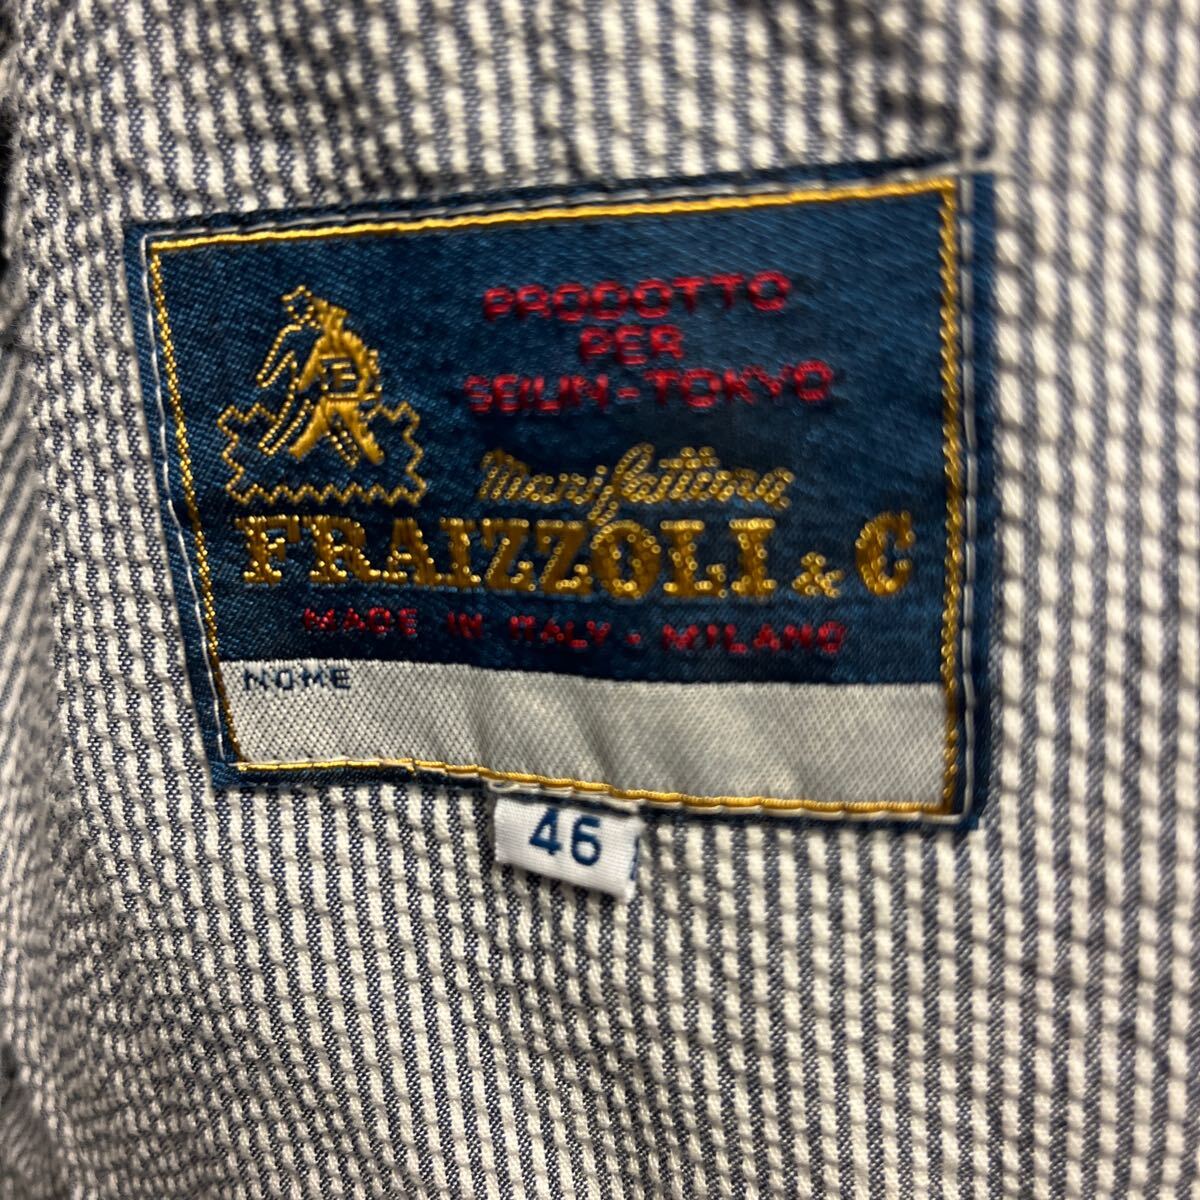 PRODOTTO
PER
SEILIN-TOKYO
Manifattura
FRAIZZOLI & C
MADE IN ITALY - MILANO
NOME
46